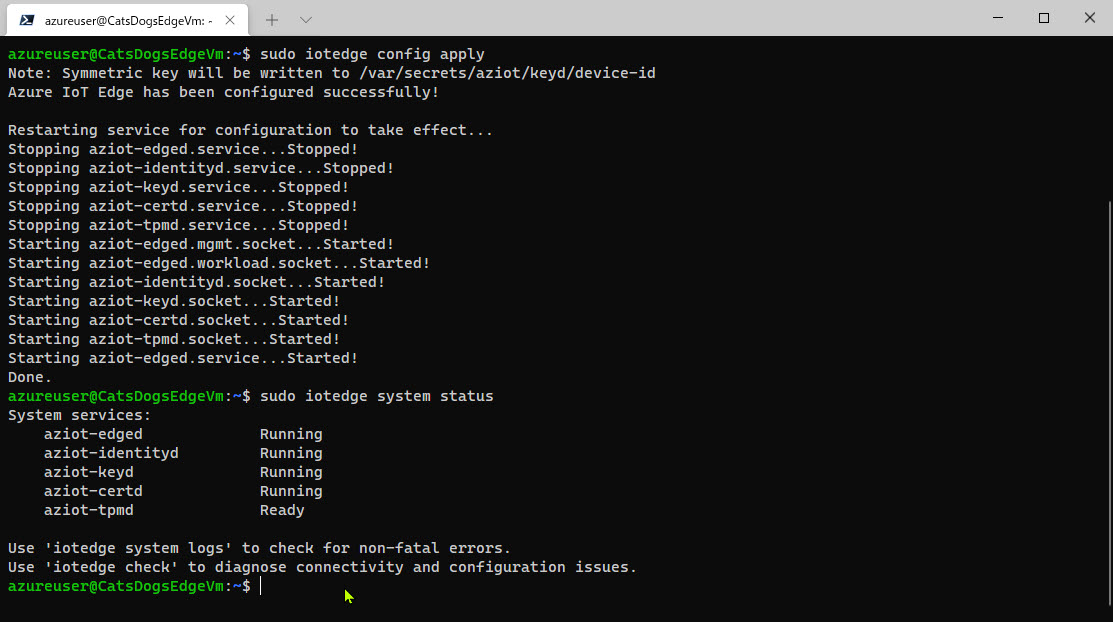 azureuser@CatsDogsEdgeVm: ~
azureuser@CatsDogsEdgeVm:~$ sudo iotedge config apply
Note: Symmetric key will be written to /var/secrets/aziot/keyd/device-id
Azure IoT Edge has been configured successfully!
Restarting service for configuration to take effect...
Stopping aziot-edged.service...Stopped!
Stopping aziot-identityd.service...Stopped!
Stopping aziot-keyd.service...Stopped!
Stopping aziot-certd.service...Stopped!
Stopping aziot-tpmd.service...Stopped!
Starting aziot-edged.mgmt.socket...Started!
Starting aziot-edged.workload.socket...Started!
Starting aziot-identityd.socket...Started!
Starting aziot-keyd.socket...Started!
Starting aziot-certd.socket...Started!
Starting aziot-tpmd.socket...Started!
Starting aziot-edged.service...Started!
Done.
azureuser@CatsDogsEdgeVm:~$ sudo iotedge system status
System services:
aziot-edged Running
aziot-identityd Running
aziot-keyd Running
aziot-certd Running
aziot-tpmd Ready
Use 'iotedge system logs' to check for non-fatal errors.
Use 'iotedge check' to diagnose connectivity and configuration issues.
azureuser@CatsDogsEdgeVm:~$